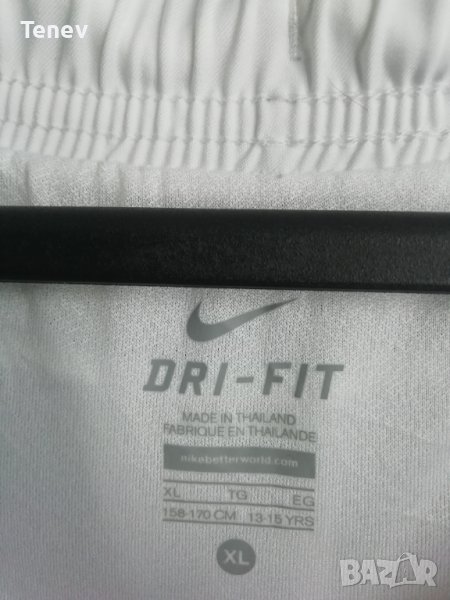 Tenev
DRI-FIT
MADE IN THAILAND
FABRIQUE EN THAILANDE
nikebetterworld.com
XL TG EG
158-170 CM 13-15 YRS
XL
BAZAR